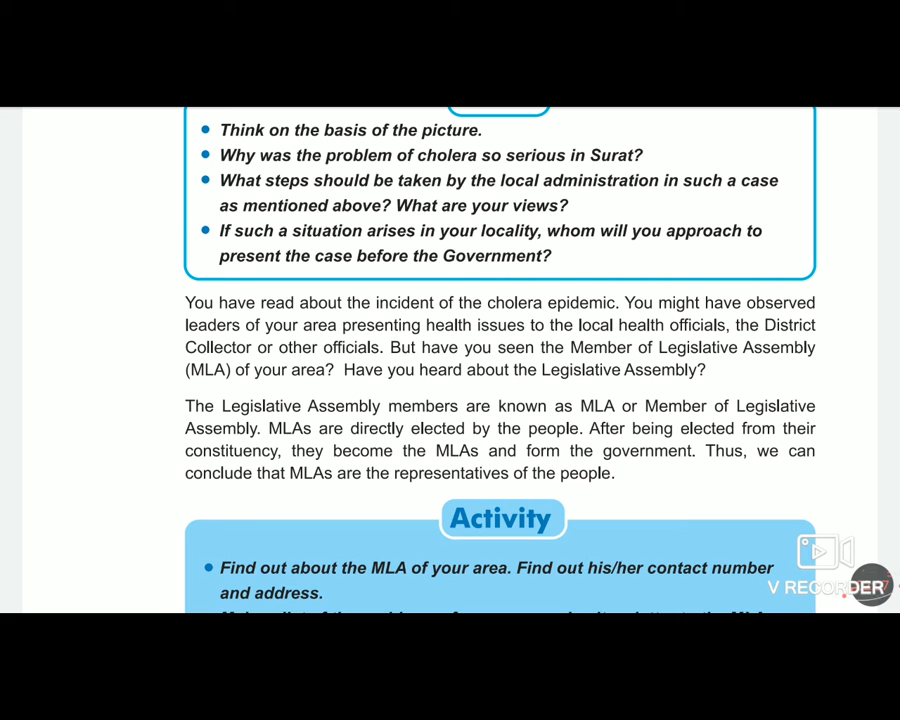 Think on the basis of the picture.
Why was the problem of cholera so serious in Surat?
What steps should be taken by the local administration in such a case
as mentioned above? What are your views?
If such a situation arises in your locality, whom will you approach to
present the case before the Government?
You have read about the incident of the cholera epidemic. You might have observed
leaders of your area presenting health issues to the local health officials, the District
Collector or other officials. But have you seen the Member of Legislative Assembly
(MLA) of your area? Have you heard about the Legislative Assembly?
The Legislative Assembly members are known as MLA or Member of Legislative
Assembly. MLAs are directly elected by the people. After being elected from their
constituency, they become the MLAs and form the government. Thus, we can
conclude that MLAs are the representatives of the people.
Activity
Find out about the MLA of your area. Find out his/her contact number
and address.
V RECORDER